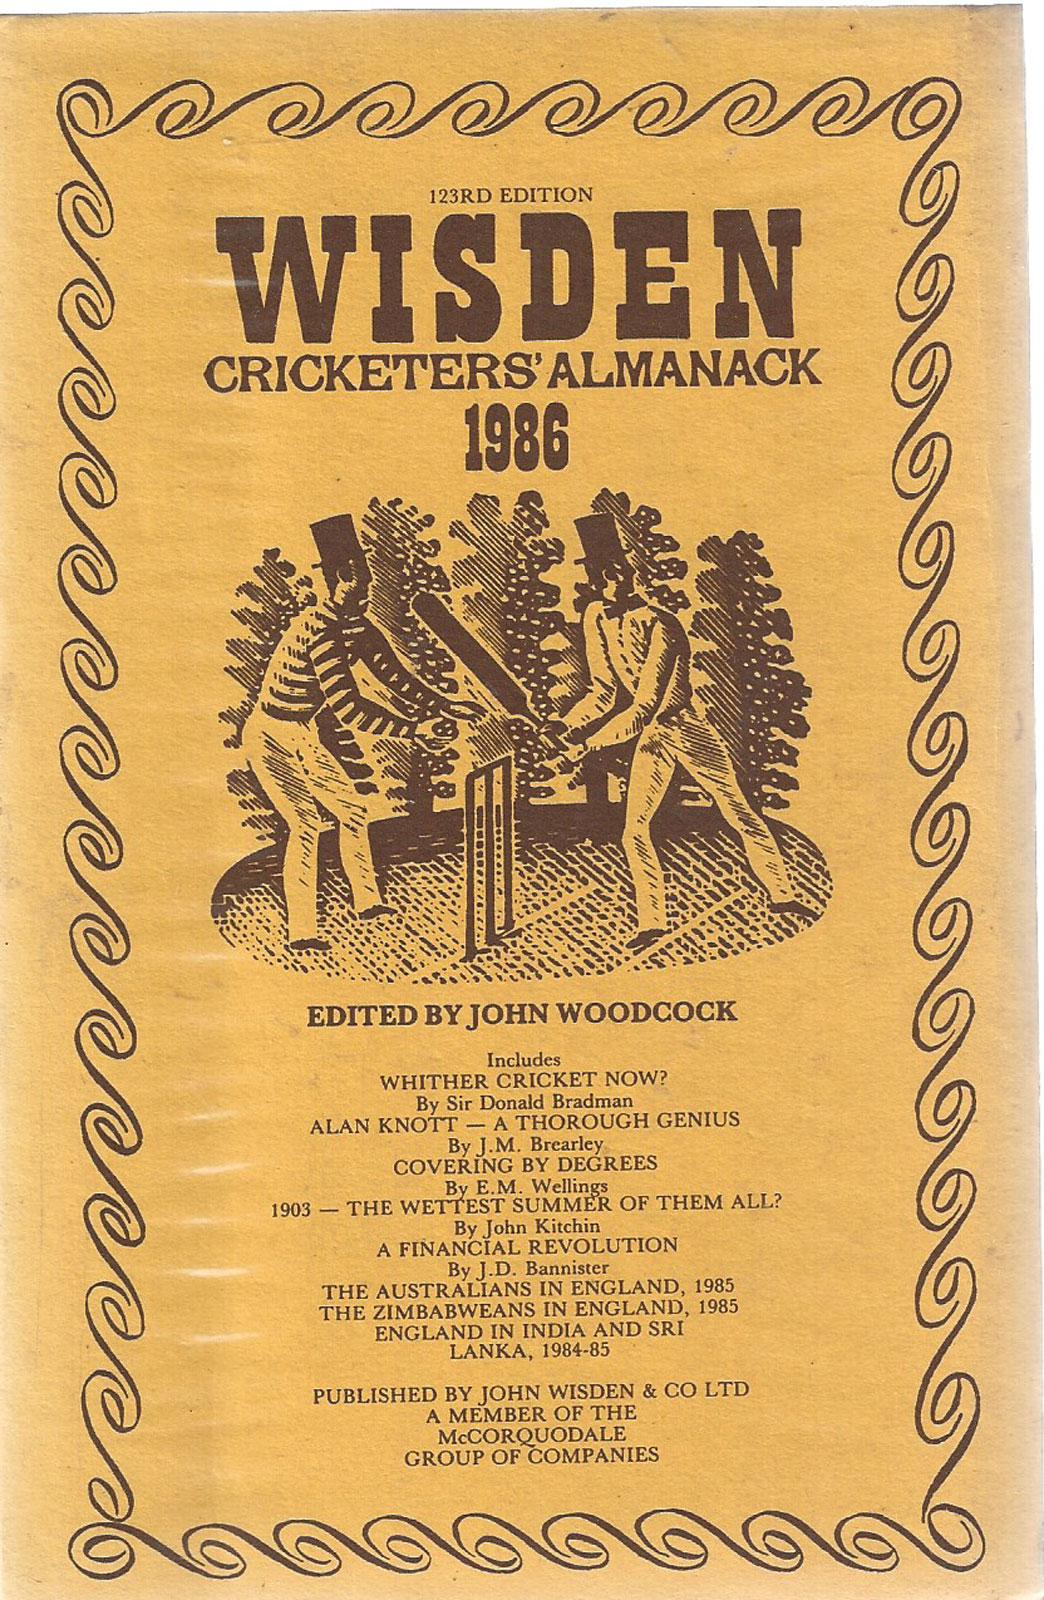 123RD EDITION
WISDEN
CRICKETERS' ALMANACK
1986
EDITED BY JOHN WOODCOCK
Includes
WHITHER CRICKET NOW?
By Sir Donald Bradman
ALAN KNOTT — A THOROUGH GENIUS
By J.M. Brearley
COVERING BY DEGREES
By E.M. Wellings
1903 — THE WETTEST SUMMER OF THEM ALL?
By John Kitchin
A FINANCIAL REVOLUTION
By J.D. Bannister
THE AUSTRALIANS IN ENGLAND, 1985
THE ZIMBABWEANS IN ENGLAND, 1985
ENGLAND IN INDIA AND SRI
LANKA, 1984-85
PUBLISHED BY JOHN WISDEN & CO LTD
A MEMBER OF THE
McCORQUODALE
GROUP OF COMPANIES